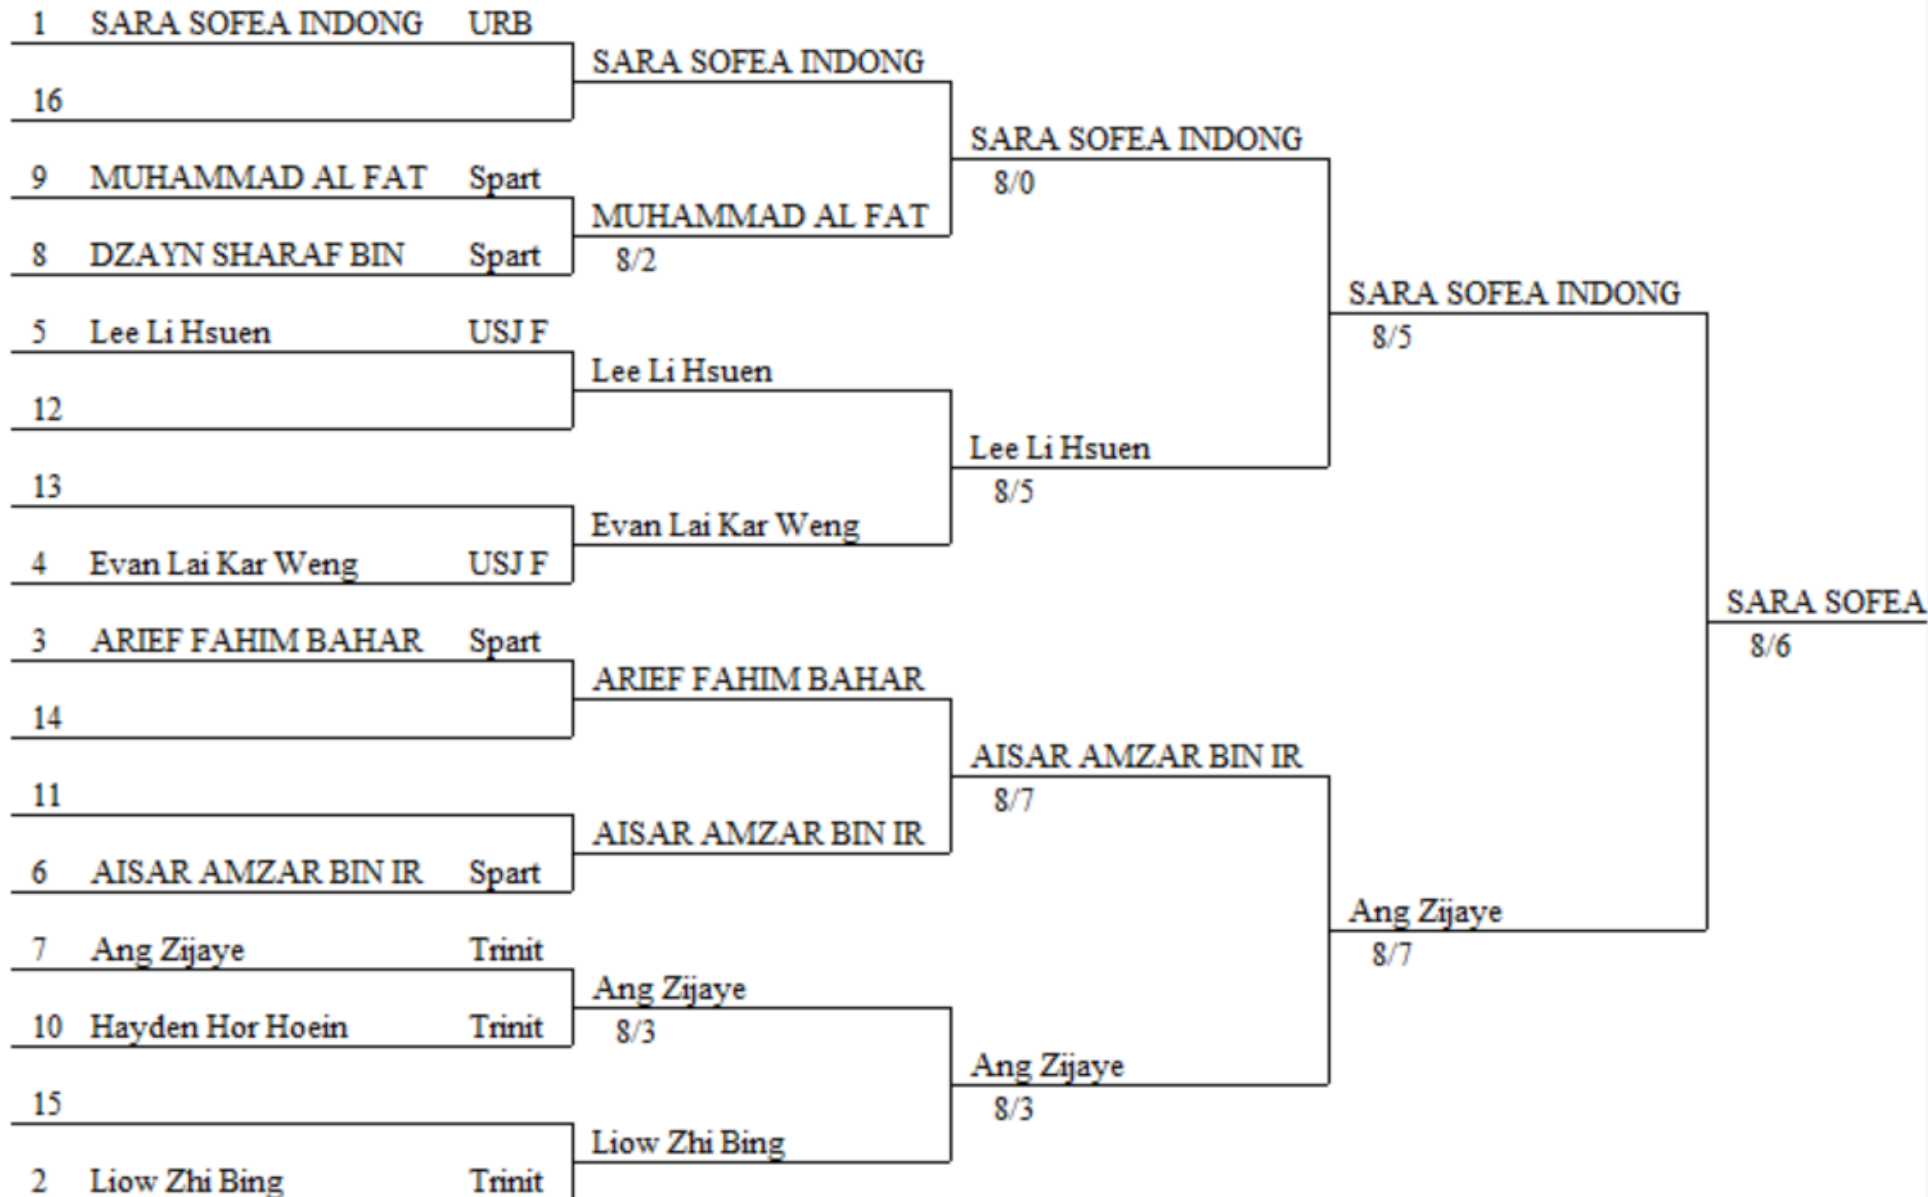 1 SARA SOFEA INDONG URB
SARA SOFEA INDONG
16
SARA SOFEA INDONG
8/0
9 MUHAMMAD AL FAT Spart
MUHAMMAD AL FAT
8/2
8 DZAYN SHARAF BIN Spart
SARA SOFEA INDONG
8/5
5 Lee Li Hsuen USJ F
Lee Li Hsuen
12
Lee Li Hsuen
8/5
13
Evan Lai Kar Weng
4 Evan Lai Kar Weng USJ F
SARA SOFEA
8/6
3 ARIEF FAHIM BAHAR Spart
ARIEF FAHIM BAHAR
14
AISAR AMZAR BIN IR
8/7
11
AISAR AMZAR BIN IR
6 AISAR AMZAR BIN IR Spart
Ang Zijaye
8/7
7 Ang Zijaye Trinit
Ang Zijaye
8/3
10 Hayden Hor Hoein Trinit
Ang Zijaye
8/3
15
Liow Zhi Bing
2 Liow Zhi Bing Trinit